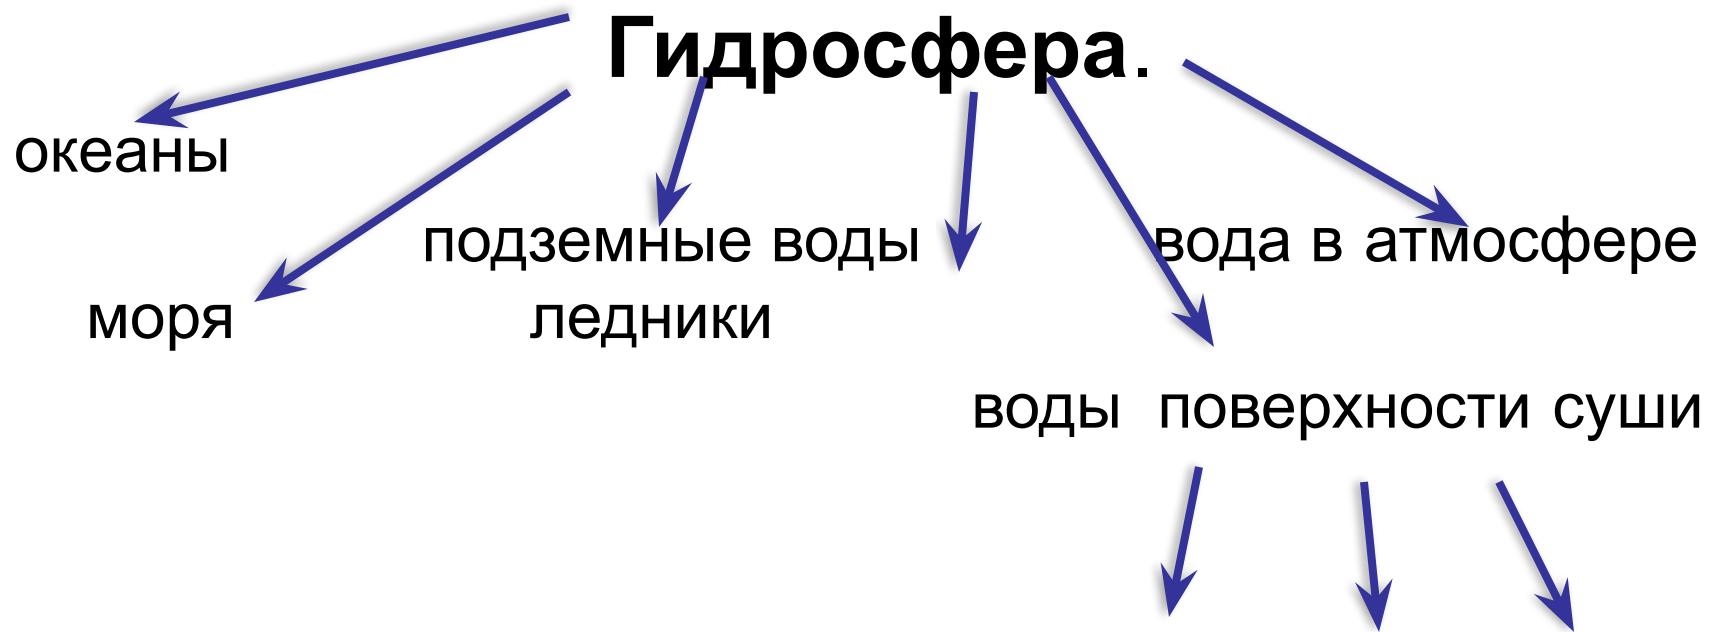 Гидросфера.
океаны
подземные воды вода в атмосфере
моря ледники
воды поверхности суши